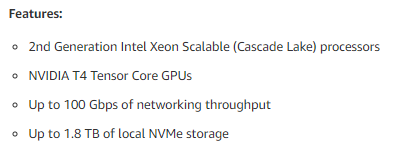 Features:
2nd Generation Intel Xeon Scalable (Cascade Lake) processors
NVIDIA T4 Tensor Core GPUs
Up to 100 Gbps of networking throughput
Up to 1.8 TB of local NVMe storage